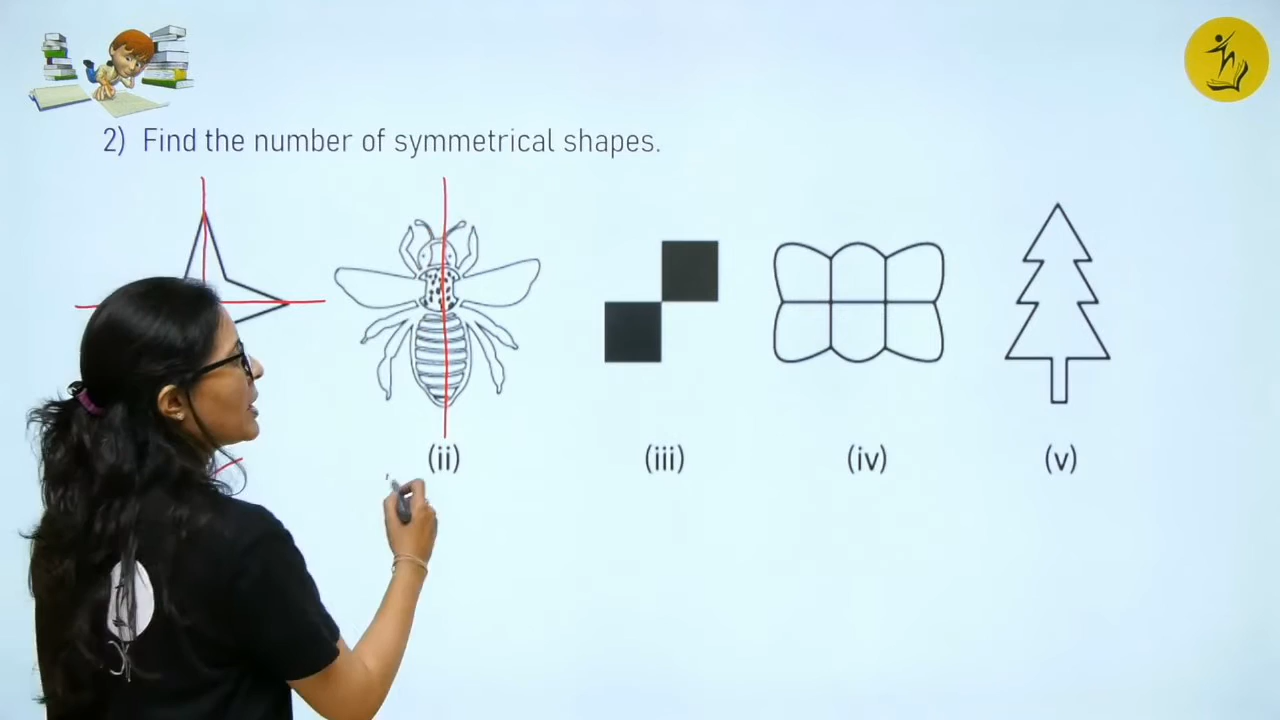 2) Find the number of symmetrical shapes.
(ii) (iii) (iv) (v)